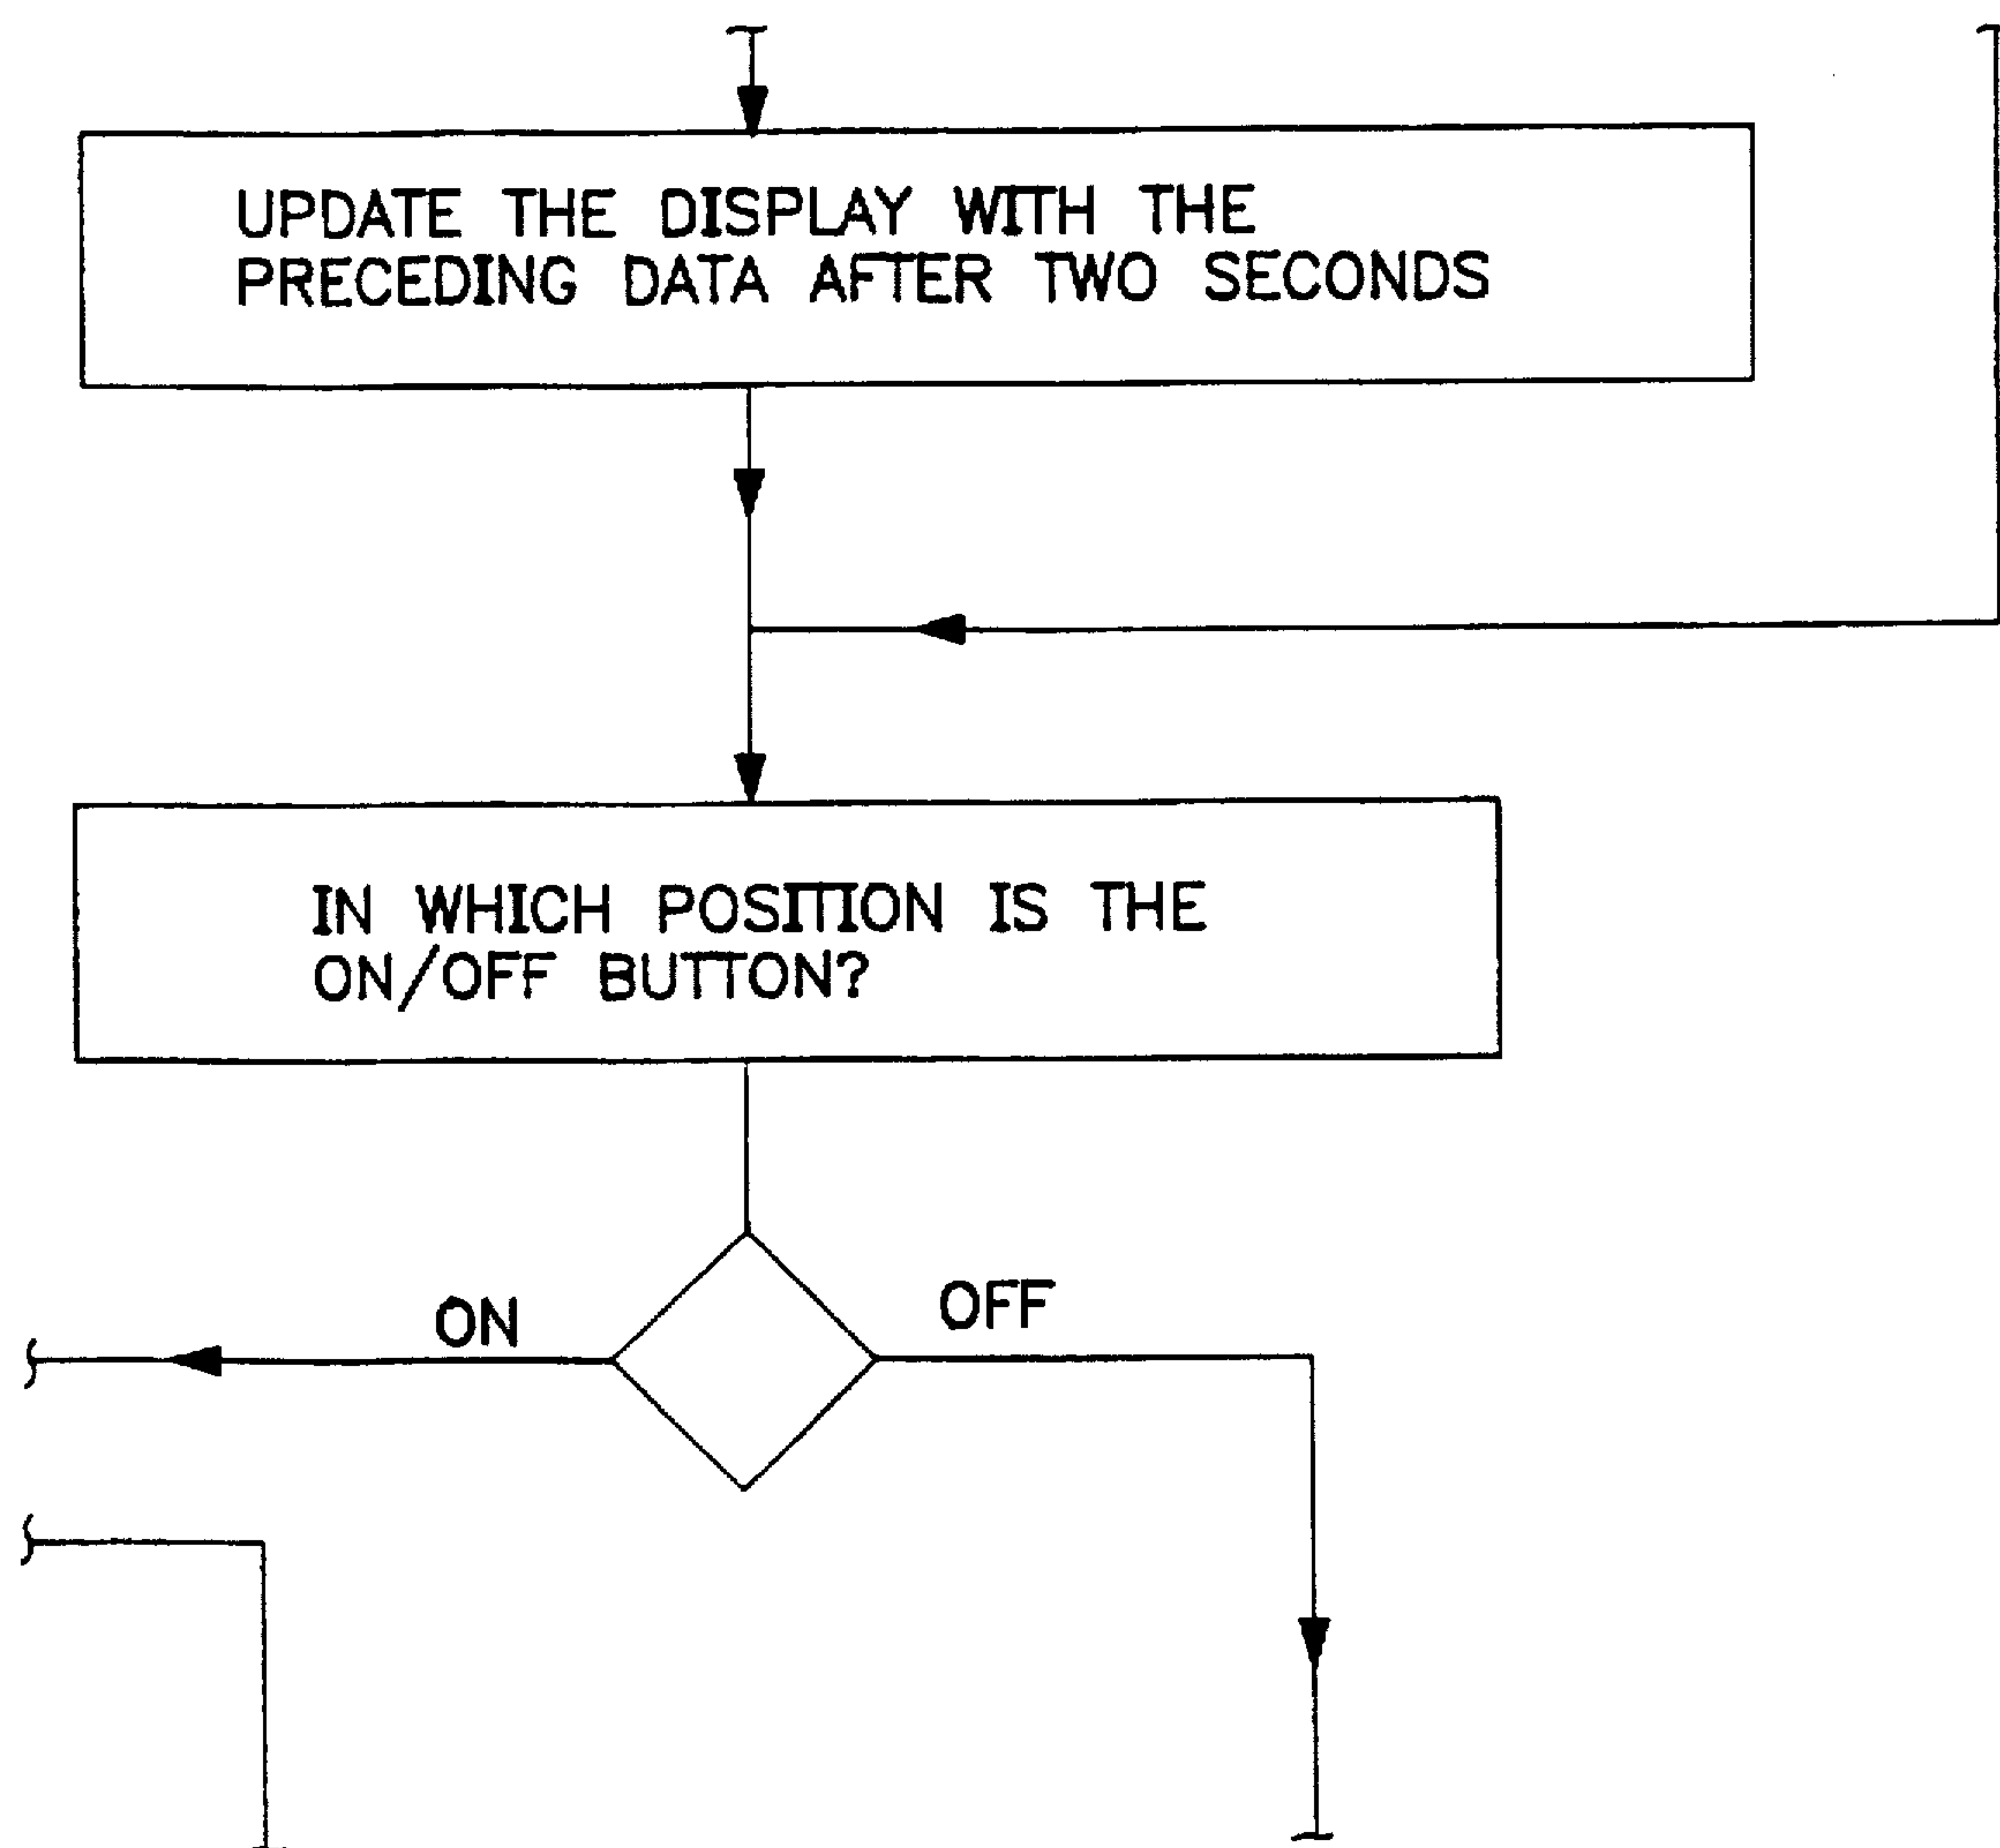 UPDATE THE DISPLAY WITH THE
PRECEDING DATA AFTER TWO SECONDS
IN WHICH POSITION IS THE
ON/OFF BUTTON?
ON
OFF